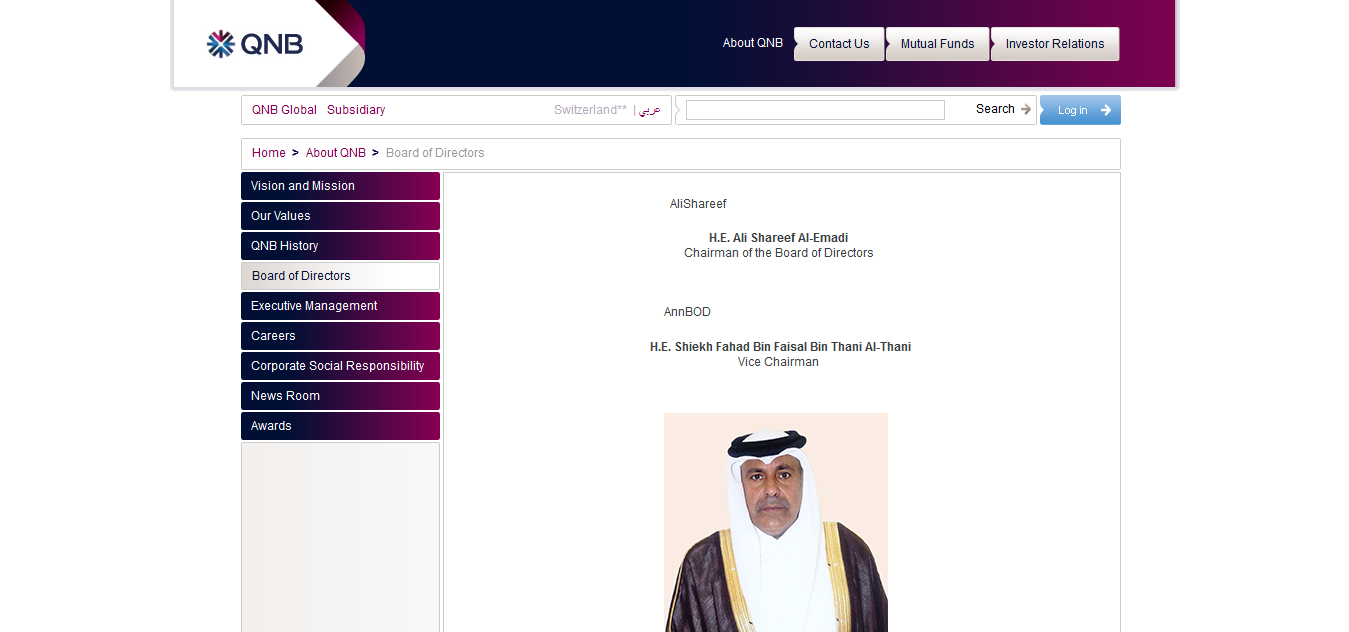 QNB
About QNB
Contact Us
Mutual Funds
Investor Relations
QNB Global Subsidiary
Switzerland** | عربي
Search
Log in
Home > About QNB > Board of Directors
Vision and Mission
Our Values
QNB History
Board of Directors
Executive Management
Careers
Corporate Social Responsibility
News Room
Awards
AliShareef
H.E. Ali Shareef Al-Emadi
Chairman of the Board of Directors
AnnBOD
H.E. Shiekh Fahad Bin Faisal Bin Thani Al-Thani
Vice Chairman